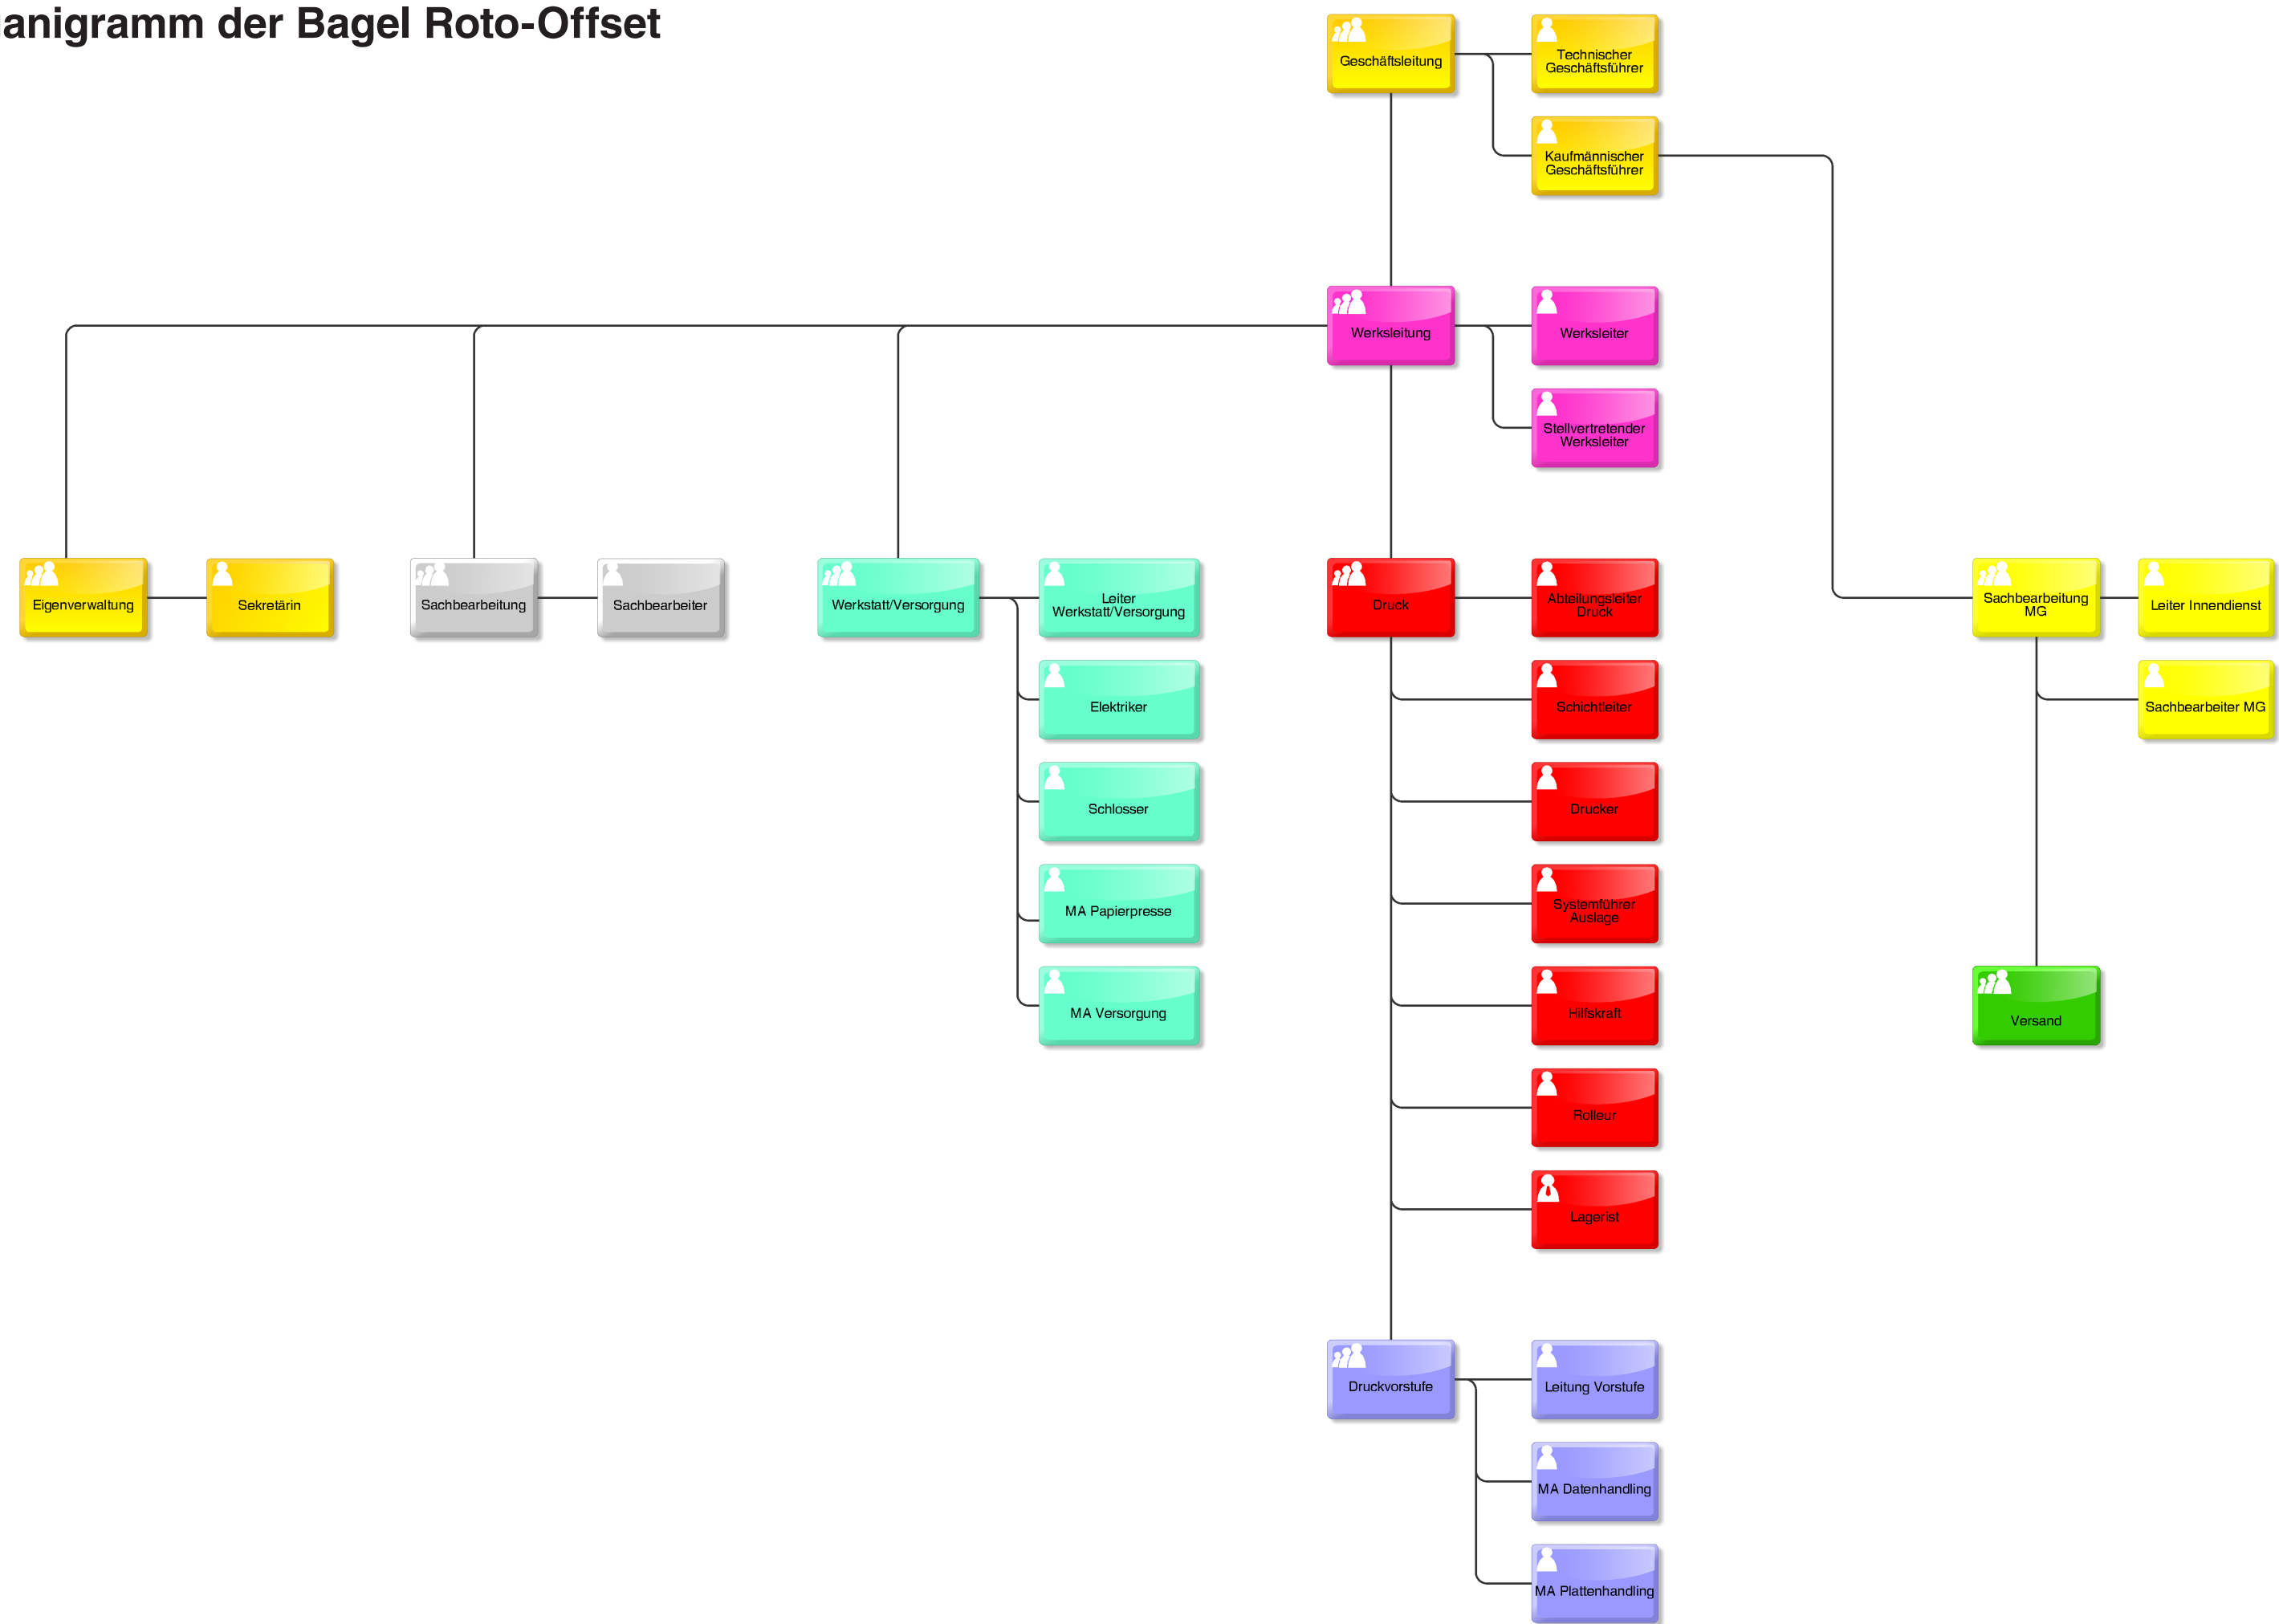 anigramm der Bagel Roto-Offset
Geschäftsleitung
Technischer
Geschäftsführer
Kaufmännischer
Geschäftsführer
Werksleitung
Werksleiter
Stellvertretender
Werksleiter
Eigenverwaltung
Sekretärin
Sachbearbeitung
Sachbearbeiter
Werkstatt/Versorgung
Leiter
Werkstatt/Versorgung
Elektriker
Schlosser
MA Papierpresse
MA Versorgung
Druck
Abteilungsleiter
Druck
Schichtleiter
Drucker
Systemführer
Auslage
Hilfskraft
Rolleur
Lagerist
Druckvorstufe
Leitung Vorstufe
MA Datenhandling
MA Plattenhandling
Sachbearbeitung
MG
Leiter Innendienst
Sachbearbeiter MG
Versand